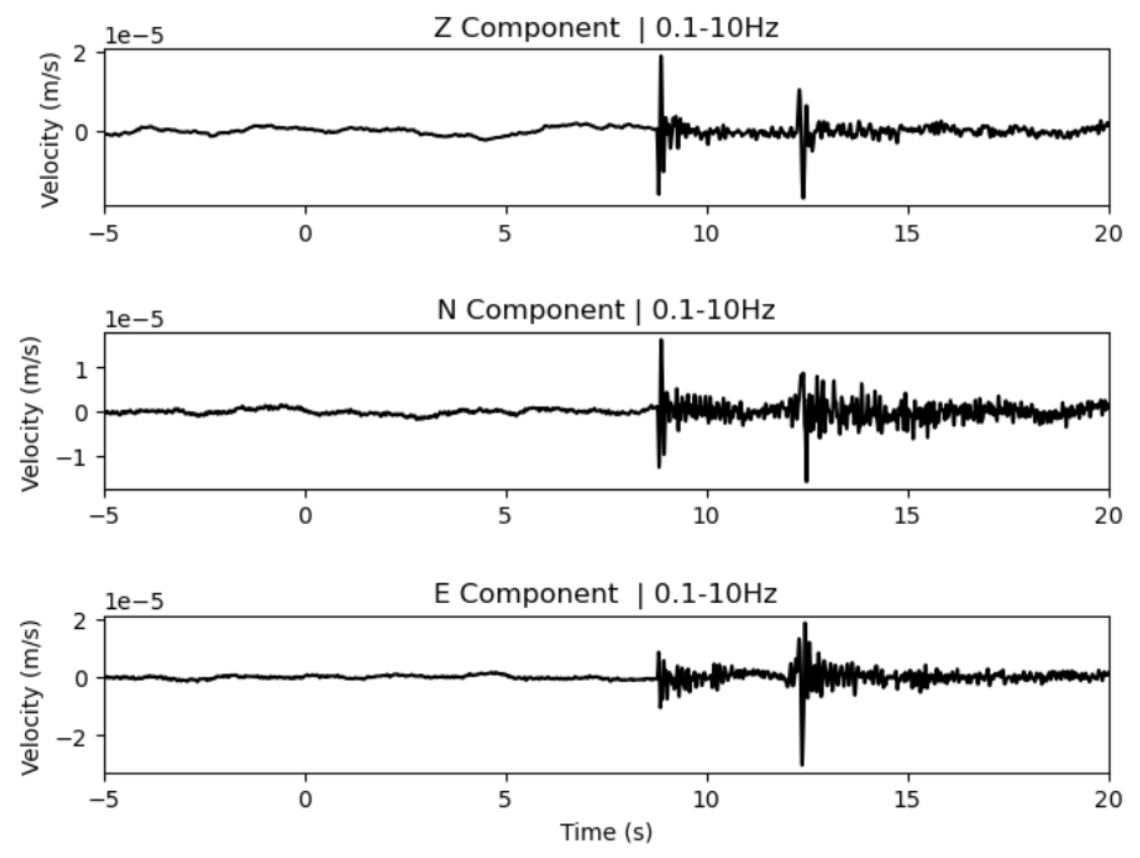 Z Component | 0.1-10Hz
1e−5
Velocity (m/s)
2
0
−5 0 5 10 15 20
N Component | 0.1-10Hz
1e−5
Velocity (m/s)
1
0
−1
−5 0 5 10 15 20
E Component | 0.1-10Hz
1e−5
Velocity (m/s)
2
0
−2
−5 0 5 10 15 20
Time (s)